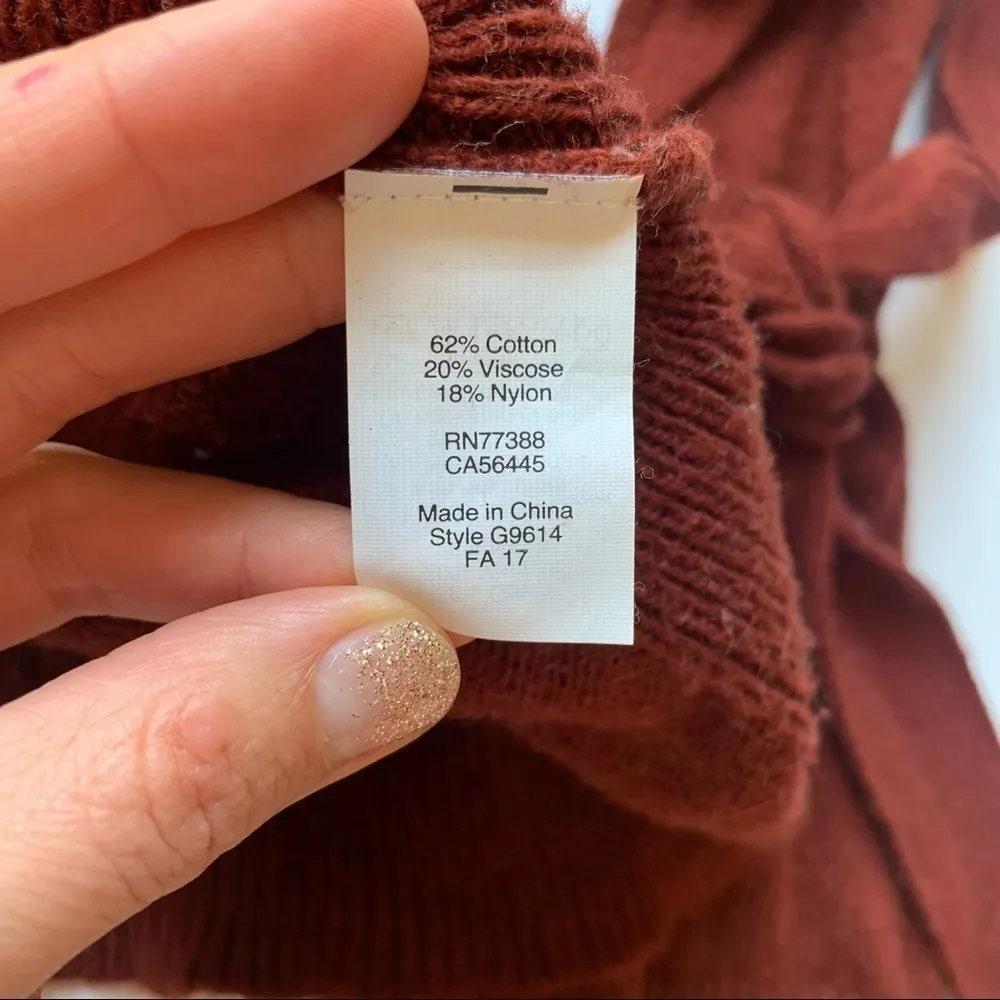 62% Cotton
20% Viscose
18% Nylon
RN77388
CA56445
Made in China
Style G9614
FA 17